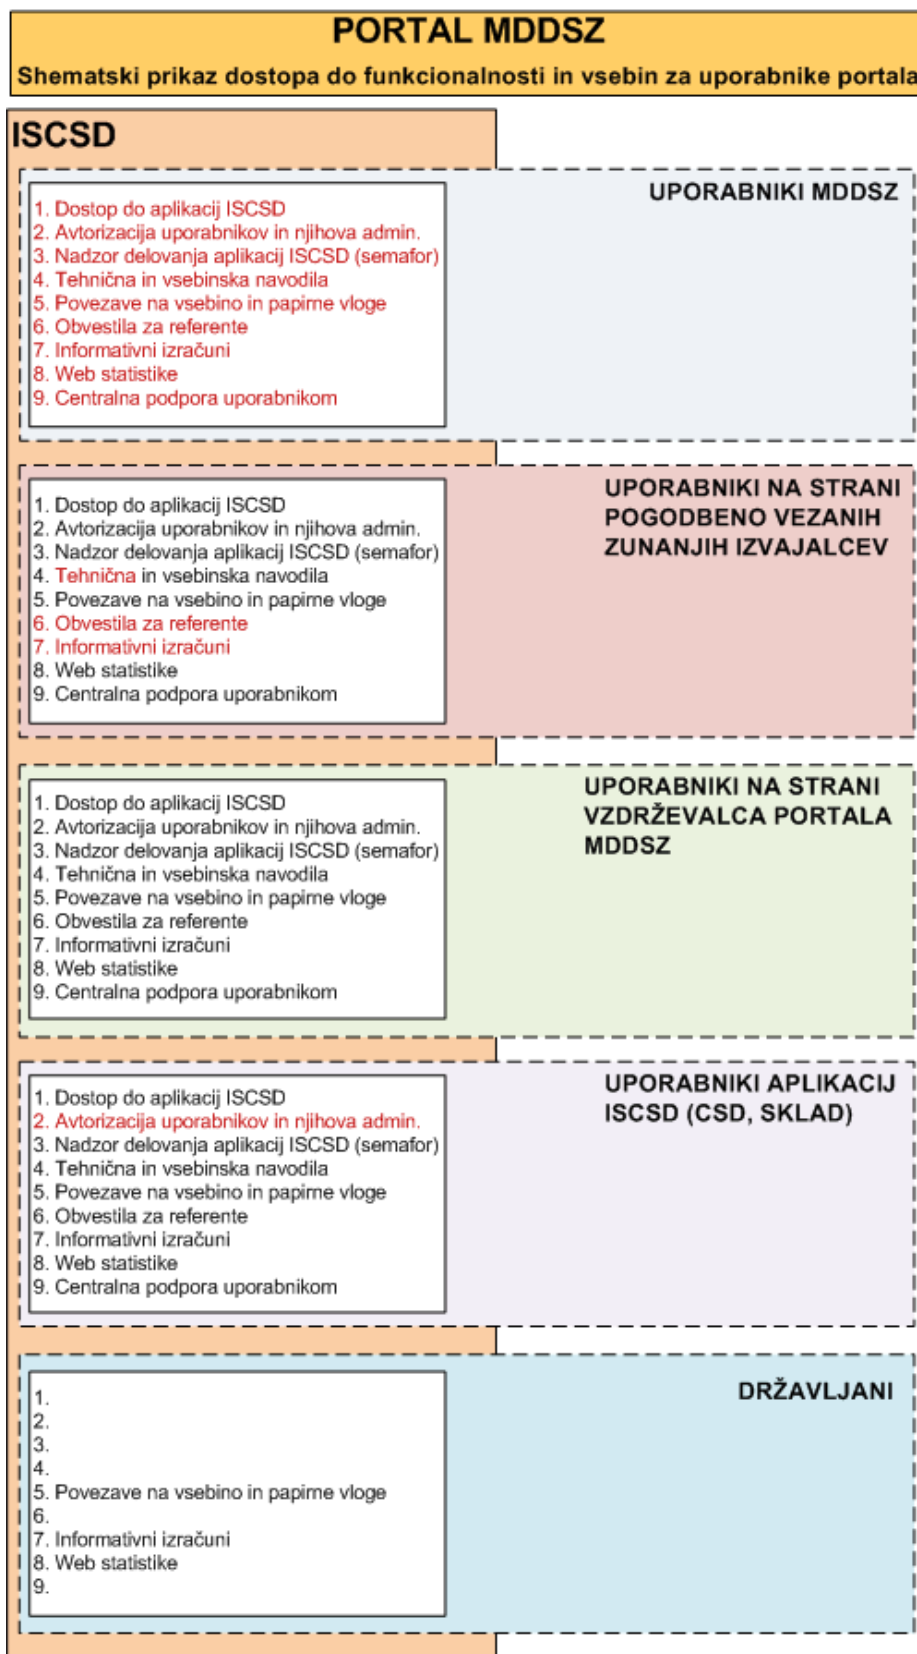 PORTAL MDDSZ
Shematski prikaz dostopa do funkcionalnosti in vsebin za uporabnike portala
ISCSD
UPORABNIKI MDDSZ
1. Dostop do aplikacij ISCSD
2. Avtorizacija uporabnikov in njihova admin.
3. Nadzor delovanja aplikacij ISCSD (semafor)
4. Tehnična in vsebinska navodila
5. Povezave na vsebino in papirne vloge
6. Obvestila za referente
7. Informativni izračuni
8. Web statistike
9. Centralna podpora uporabnikom
UPORABNIKI NA STRANI
POGODBENO VEZANIH
ZUNANJIH IZVAJALCEV
1. Dostop do aplikacij ISCSD
2. Avtorizacija uporabnikov in njihova admin.
3. Nadzor delovanja aplikacij ISCSD (semafor)
4. Tehnična in vsebinska navodila
5. Povezave na vsebino in papirne vloge
6. Obvestila za referente
7. Informativni izračuni
8. Web statistike
9. Centralna podpora uporabnikom
UPORABNIKI NA STRANI
VZDRŽEVALCA PORTALA
MDDSZ
1. Dostop do aplikacij ISCSD
2. Avtorizacija uporabnikov in njihova admin.
3. Nadzor delovanja aplikacij ISCSD (semafor)
4. Tehnična in vsebinska navodila
5. Povezave na vsebino in papirne vloge
6. Obvestila za referente
7. Informativni izračuni
8. Web statistike
9. Centralna podpora uporabnikom
UPORABNIKI APLIKACIJ
ISCSD (CSD, SKLAD)
1. Dostop do aplikacij ISCSD
2. Avtorizacija uporabnikov in njihova admin.
3. Nadzor delovanja aplikacij ISCSD (semafor)
4. Tehnična in vsebinska navodila
5. Povezave na vsebino in papirne vloge
6. Obvestila za referente
7. Informativni izračuni
8. Web statistike
9. Centralna podpora uporabnikom
DRŽAVLJANI
1.
2.
3.
4.
5. Povezave na vsebino in papirne vloge
6.
7. Informativni izračuni
8. Web statistike
9.